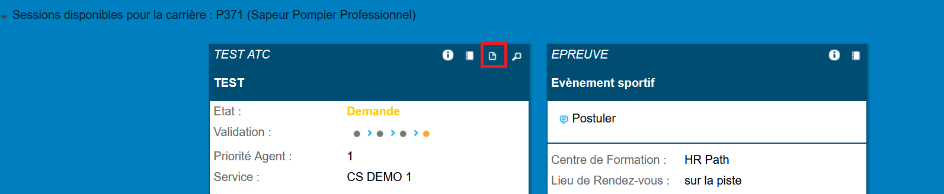 Sessions disponibles pour la carrière : P371 (Sapeur Pompier Professionnel)
TEST ATC
TEST
Etat : Demande
Validation :
Priorité Agent : 1
Service : CS DEMO 1
EPREUVE
Evènement sportif
Postuler
Centre de Formation : HR Path
Lieu de Rendez-vous : sur la piste